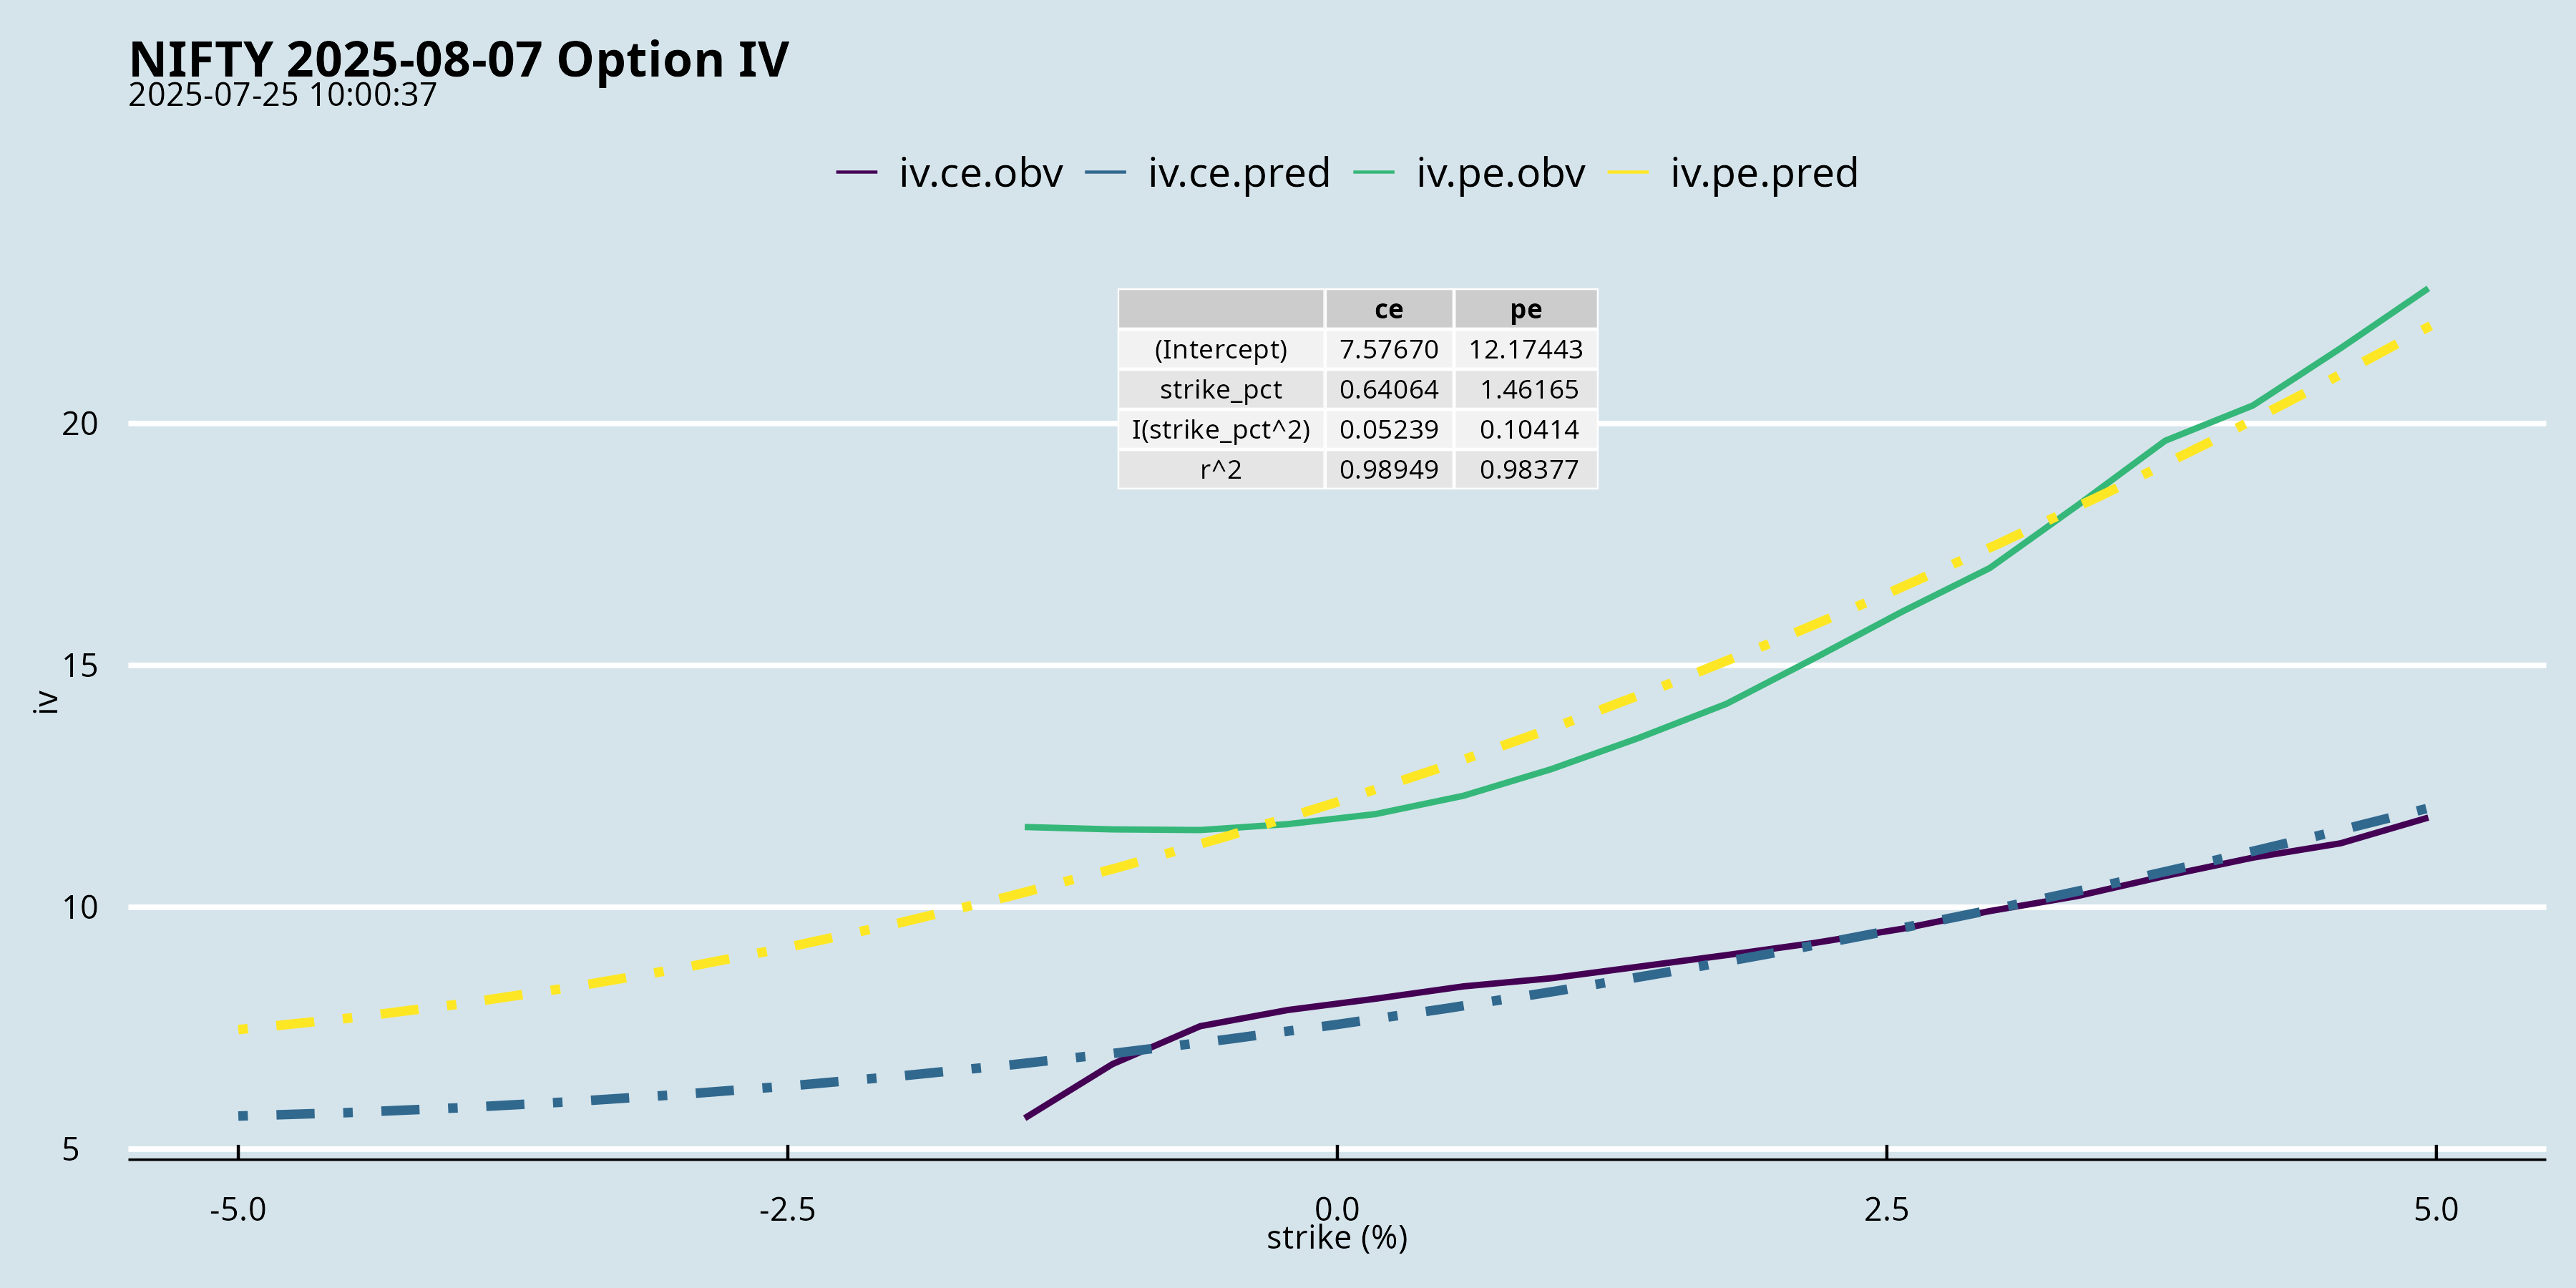 NIFTY 2025-08-07 Option IV
2025-07-25 10:00:37
iv.ce.obv iv.ce.pred iv.pe.obv iv.pe.pred
ce pe
(Intercept) 7.57670 12.17443
strike_pct 0.64064 1.46165
I(strike_pct^2) 0.05239 0.10414
r^2 0.98949 0.98377
20
15
10
5
iv
-5.0 -2.5 0.0 2.5 5.0
strike (%)